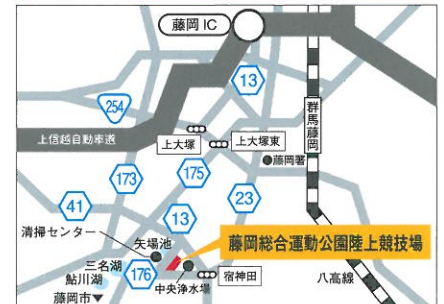 藤岡IC
13
254
群馬藤岡
上信越自動車道
上大塚
上大塚東
藤岡署
173
175
41
23
13
清掃センター
矢場池
藤岡総合運動公園陸上競技場
三名湖
176
宿神田
鮎川湖
中央浄水場
八高線
藤岡市▼